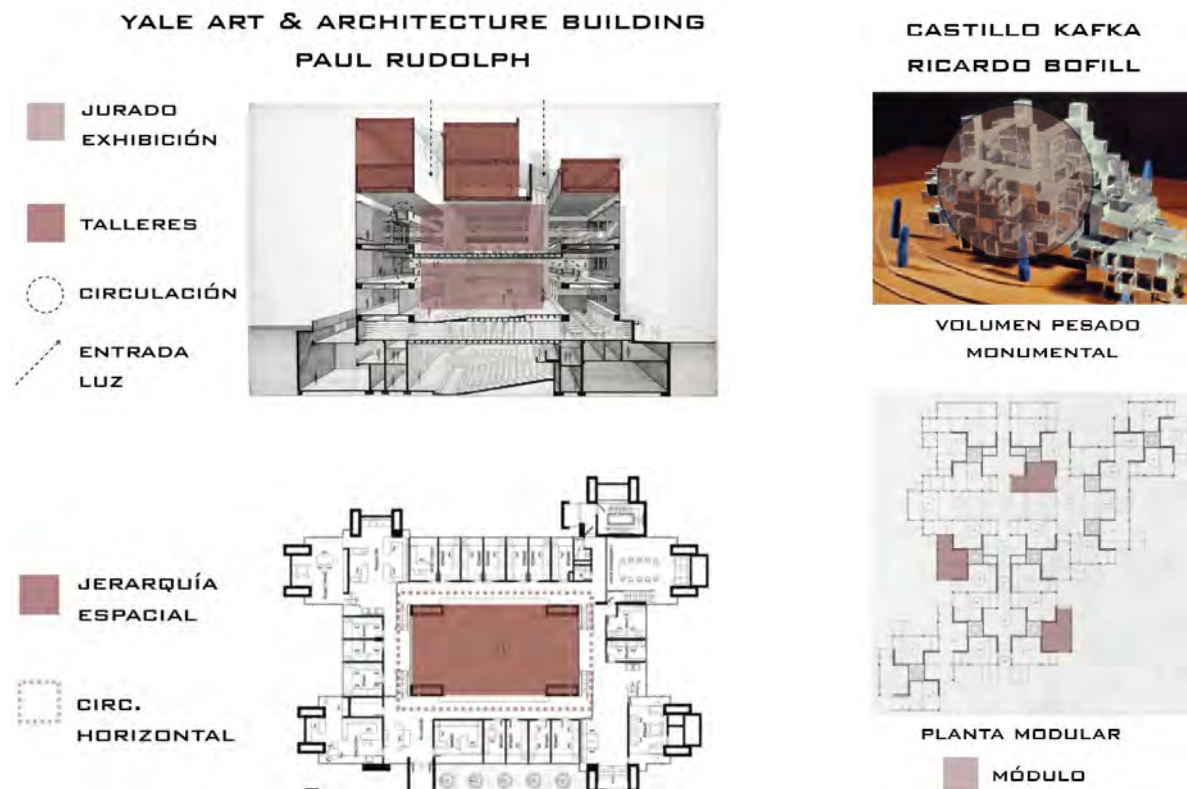 YALE ART & ARCHITECTURE BUILDING
PAUL RUDOLPH
JURADO
EXHIBICIÓN
TALLERES
CIRCULACIÓN
ENTRADA
LUZ
JERARQUÍA
ESPACIAL
CIRC.
HORIZONTAL
CASTILLO KAFKA
RICARDO BOFILL
VOLUMEN PESADO
MONUMENTAL
PLANTA MODULAR
MÓDULO